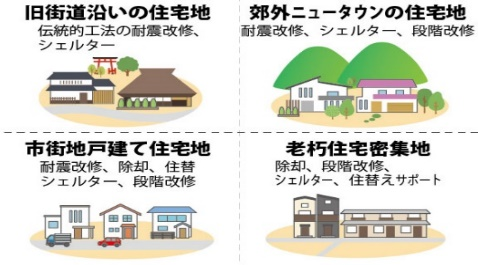 旧街道沿いの住宅地
伝統的工法の耐震改修、
シェルター
郊外ニュータウンの住宅地
耐震改修、シェルター、段階改修
市街地戸建て住宅地
耐震改修、除却、住替
シェルター、段階改修
老朽住宅密集地
除却、段階改修、
シェルター、住替えサポート